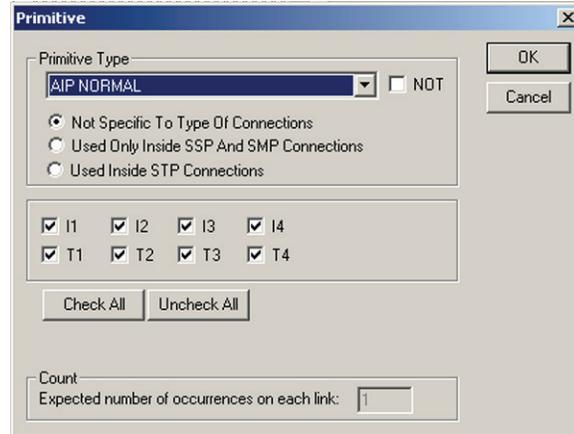 Primitive
Primitive Type
AIP NORMAL
NOT
Not Specific To Type Of Connections
Used Only Inside SSP And SMP Connections
Used Inside STP Connections
OK
Cancel
I1 I2 I3 I4
T1 T2 T3 T4
Check All Uncheck All
Count
Expected number of occurrences on each link: 1